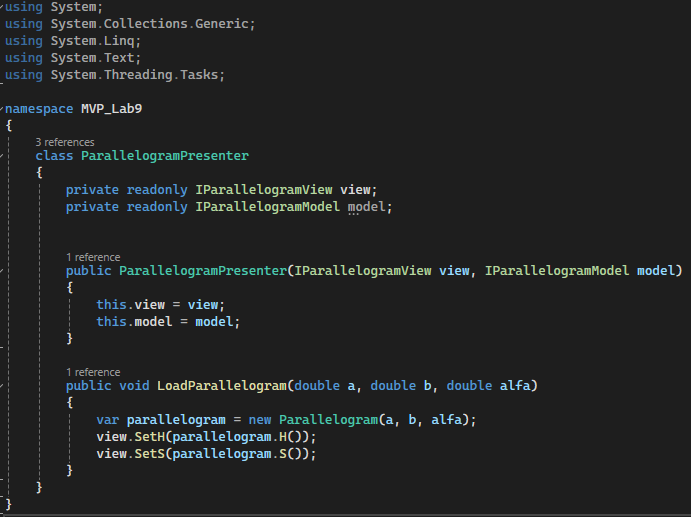 using System;
using System.Collections.Generic;
using System.Linq;
using System.Text;
using System.Threading.Tasks;
namespace MVP_Lab9
{
3 references
class ParallelogramPresenter
{
private readonly IParallelogramView view;
private readonly IParallelogramModel model;
1 reference
public ParallelogramPresenter(IParallelogramView view, IParallelogramModel model)
{
this.view = view;
this.model = model;
}
1 reference
public void LoadParallelogram(double a, double b, double alfa)
{
var parallelogram = new Parallelogram(a, b, alfa);
view.SetH(parallelogram.H());
view.SetS(parallelogram.S());
}
}
}